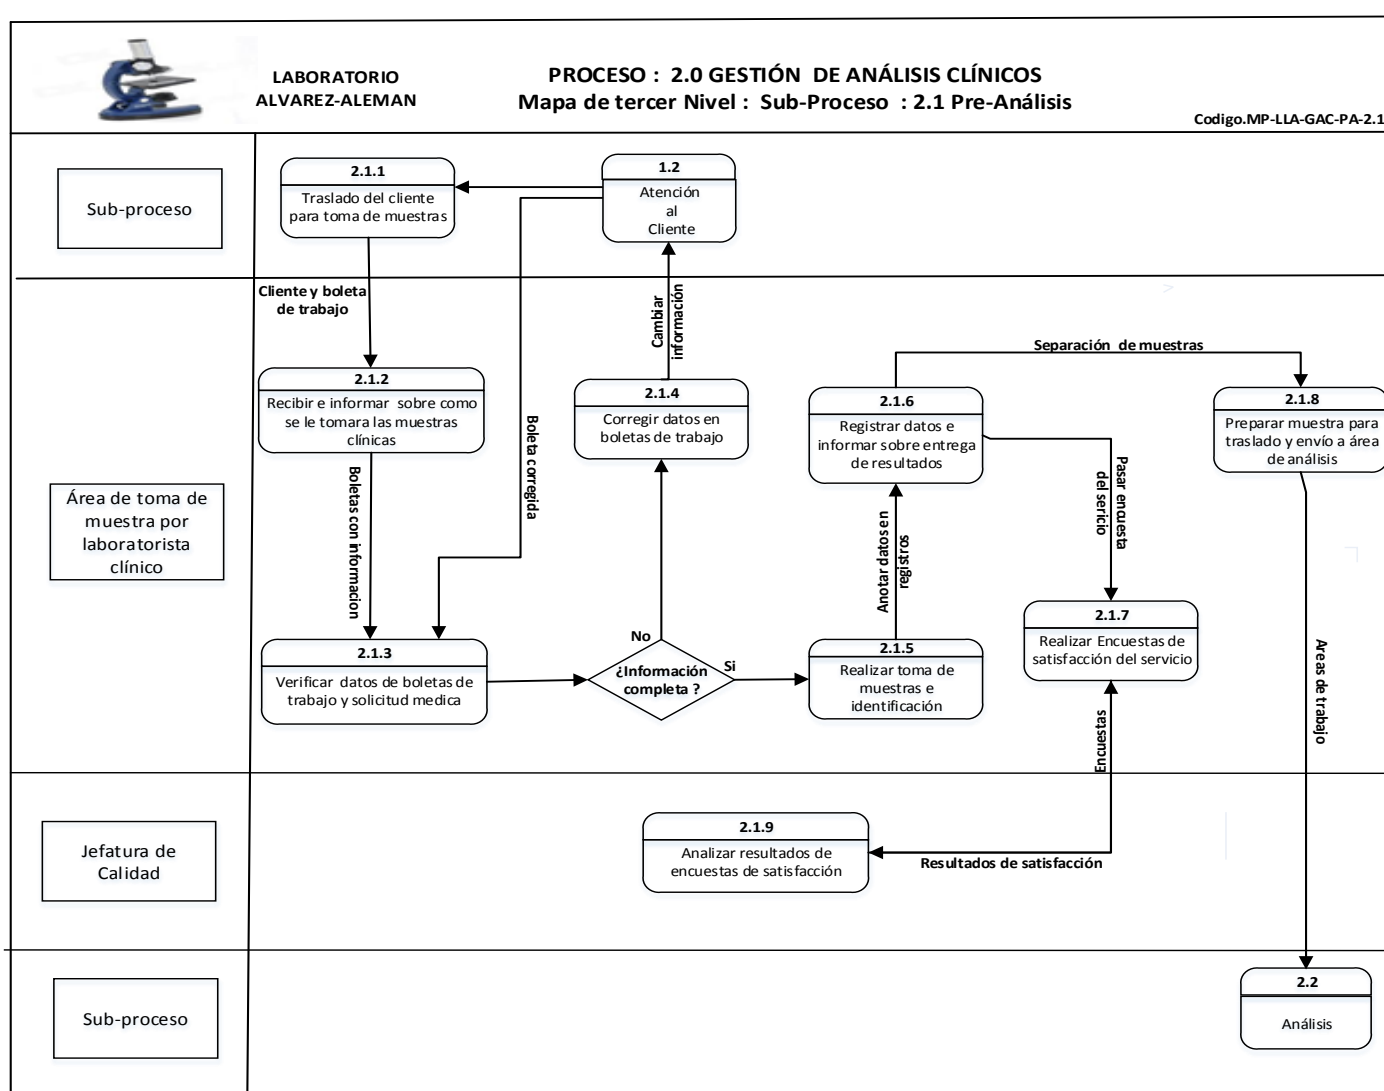 LABORATORIO
ALVAREZ-ALEMAN
PROCESO : 2.0 GESTIÓN DE ANÁLISIS CLÍNICOS
Mapa de tercer Nivel : Sub-Proceso : 2.1 Pre-Análisis
Codigo.MP-LLA-GAC-PA-2.1
Sub-proceso
2.1.1
Traslado del cliente
para toma de muestras
1.2
Atención
al
Cliente
Cliente y boleta
de trabajo
Cambiar
información
Separación de muestras
Área de toma de
muestra por
laboratorista
clínico
2.1.2
Recibir e informar sobre como
se le tomara las muestras
clínicas
Boleta corregida
2.1.4
Corregir datos en
boletas de trabajo
2.1.6
Registrar datos e
informar sobre entrega
de resultados
2.1.8
Preparar muestra para
traslado y envío a área
de análisis
Boletas con informacion
Anotar datos en
registros
Pasar encuesta
del sericio
2.1.3
Verificar datos de boletas de
trabajo y solicitud medica
No
¿Información
completa ?
Si
2.1.5
Realizar toma de
muestras e
identificación
2.1.7
Realizar Encuestas de
satisfacción del servicio
Encuestas
Areas de trabajo
Jefatura de
Calidad
2.1.9
Analizar resultados de
encuestas de satisfacción
Resultados de satisfacción
Sub-proceso
2.2
Análisis